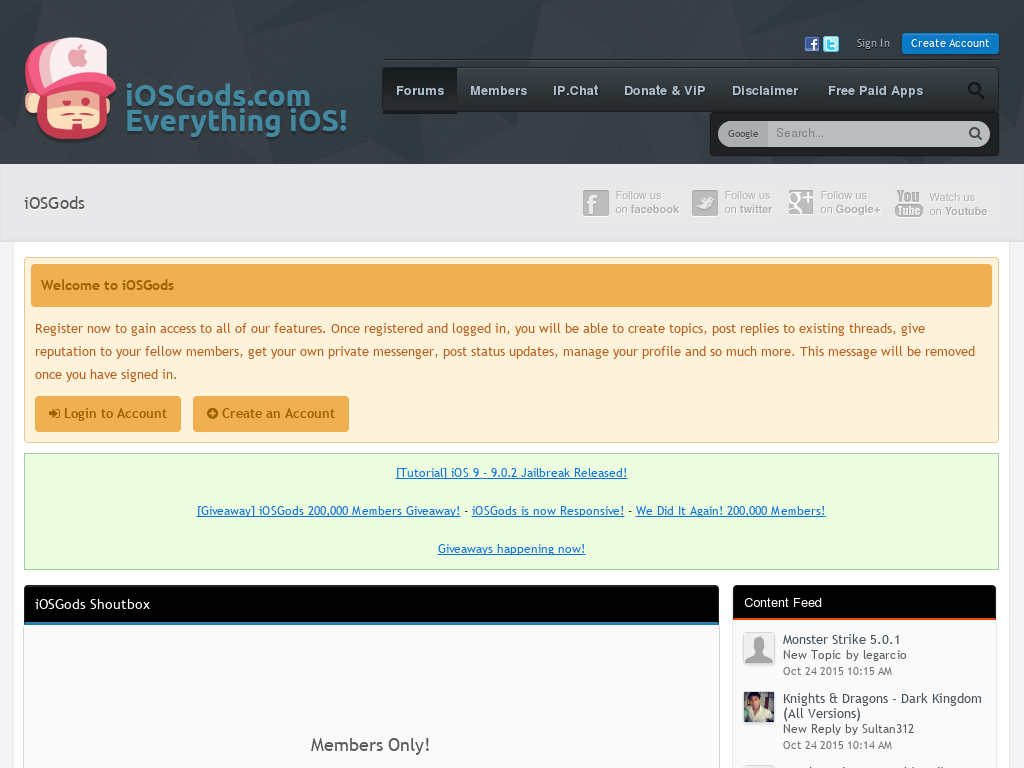 Sign In
Create Account
iOSGods.com
Everything iOS!
Forums
Members
IP.Chat
Donate & ViP
Disclaimer
Free Paid Apps
Google
Search...
iOSGods
Follow us
on facebook
Follow us
on twitter
Follow us
on Google+
You
Tube
Watch us
on Youtube
Welcome to iOSGods
Register now to gain access to all of our features. Once registered and logged in, you will be able to create topics, post replies to existing threads, give
reputation to your fellow members, get your own private messenger, post status updates, manage your profile and so much more. This message will be removed
once you have signed in.
Login to Account
Create an Account
[Tutorial] iOS 9 - 9.0.2 Jailbreak Released!
[Giveaway] iOSGods 200,000 Members Giveaway! - iOSGods is now Responsive! - We Did It Again! 200,000 Members!
Giveaways happening now!
iOSGods Shoutbox
Members Only!
Content Feed
Monster Strike 5.0.1
New Topic by legarcio
Oct 24 2015 10:15 AM
Knights & Dragons - Dark Kingdom
(All Versions)
New Reply by Sultan312
Oct 24 2015 10:14 AM